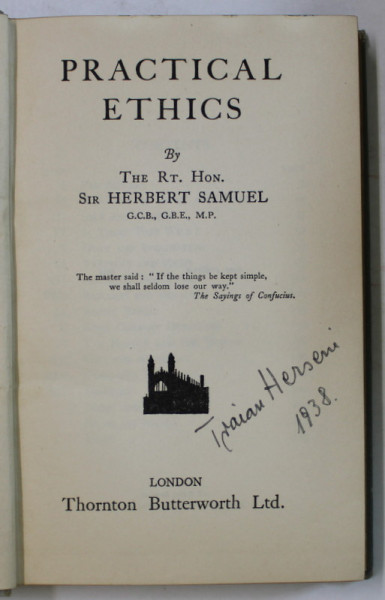 PRACTICAL
ETHICS
By
THE RT. HON.
SIR HERBERT SAMUEL
G.C.B., G.B.E., M.P.
The master said: "If the things be kept simple,
we shall seldom lose our way."
The Sayings of Confucius.
Traian Herseni
1938.
LONDON
Thornton Butterworth Ltd.